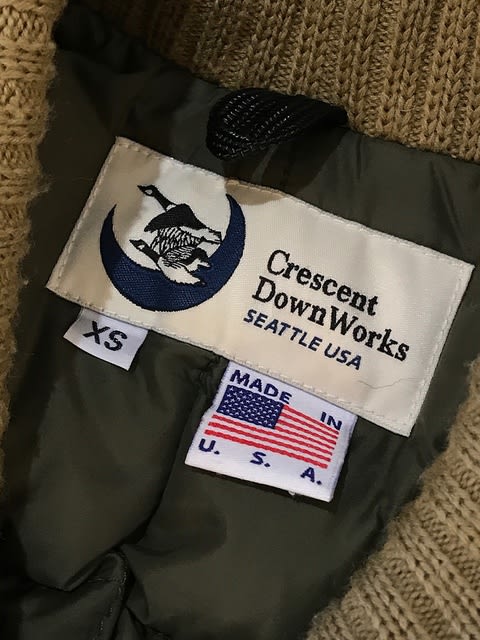 Crescent
DownWorks
SEATTLE USA
XS
MADE IN
U. S. A.